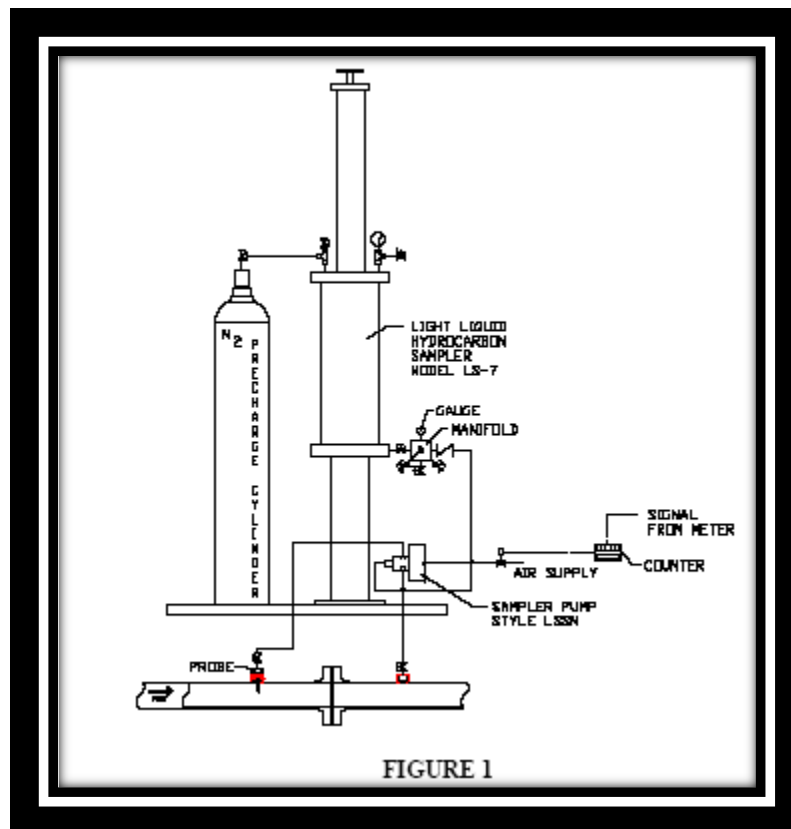 N2
PRECHARGE CYLINDER
LIGHT LIQUID
HYDROCARBON
SAMPLER
MODEL LS-7
GAUGE
MANIFOLD
SIGNAL
FROM METER
AIR SUPPLY
COUNTER
SAMPLER PUMP
STYLE LSSN
PROBE
FIGURE 1